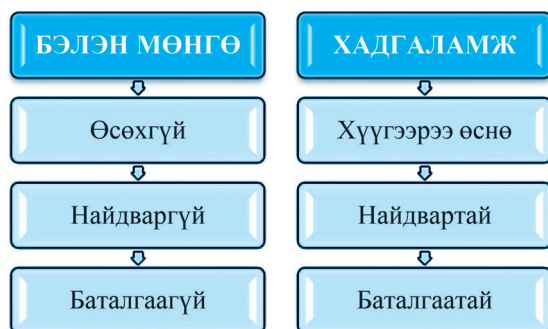 БЭЛЭН МӨНГӨ
Өсөхгүй
Найдваргүй
Баталгаагүй
ХАДГАЛАМЖ
Хүүгээрээ өснө
Найдвартай
Баталгаатай